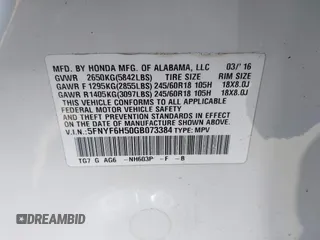 MFD. BY HONDA MFG. OF ALABAMA, LLC 03/'16
GVWR 2650KG(5842LBS) TIRE SIZE RIM SIZE
GAWR F 1295KG(2855LBS) 245/60R18 105H 18X8.0J
GAWR R 1405KG(3097LBS) 245/60R18 105H 18X8.0J
THIS VEHICLE CONFORMS TO ALL APPLICABLE
FEDERAL MOTOR VEHICLE SAFETY AND THEFT
PREVENTION STANDARDS IN EFFECT ON THE DATE
OF MANUFACTURE SHOWN ABOVE.
V.I.N.:5FNYF6H50GB073384 TYPE:MPV
TG7 G AG6 -NH603P -F -B
FAYBID.COM